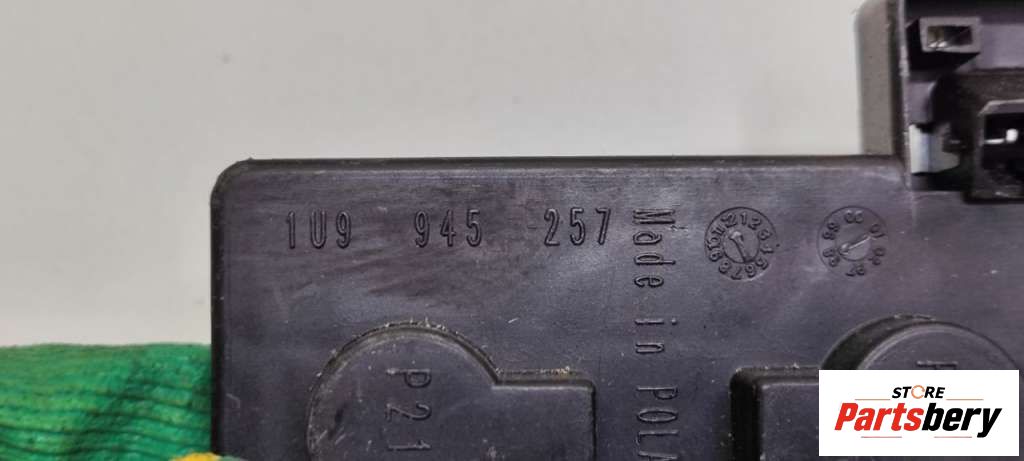 1U9 945 257
Made in POLA
P21
STORE
Partsbery